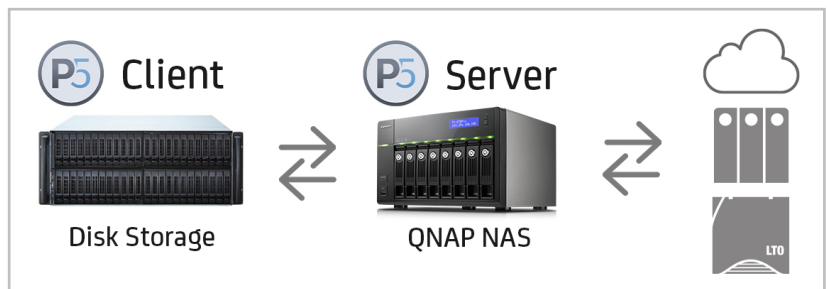 P5 Client
P5 Server
Disk Storage
QNAP NAS
LTO